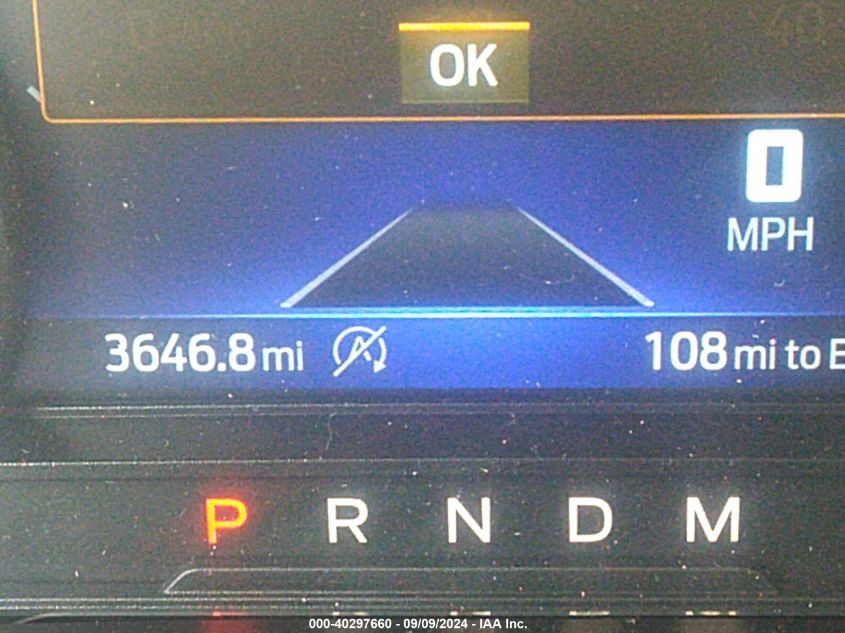 OK
0
MPH
3646.8 mi
108 mi to E
P R N D M
000-40297660 - 09/09/2024 - IAA Inc.